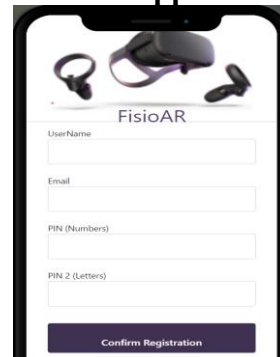 FisioAR
UserName
Email
PIN (Numbers)
PIN 2 (Letters)
Confirm Registration